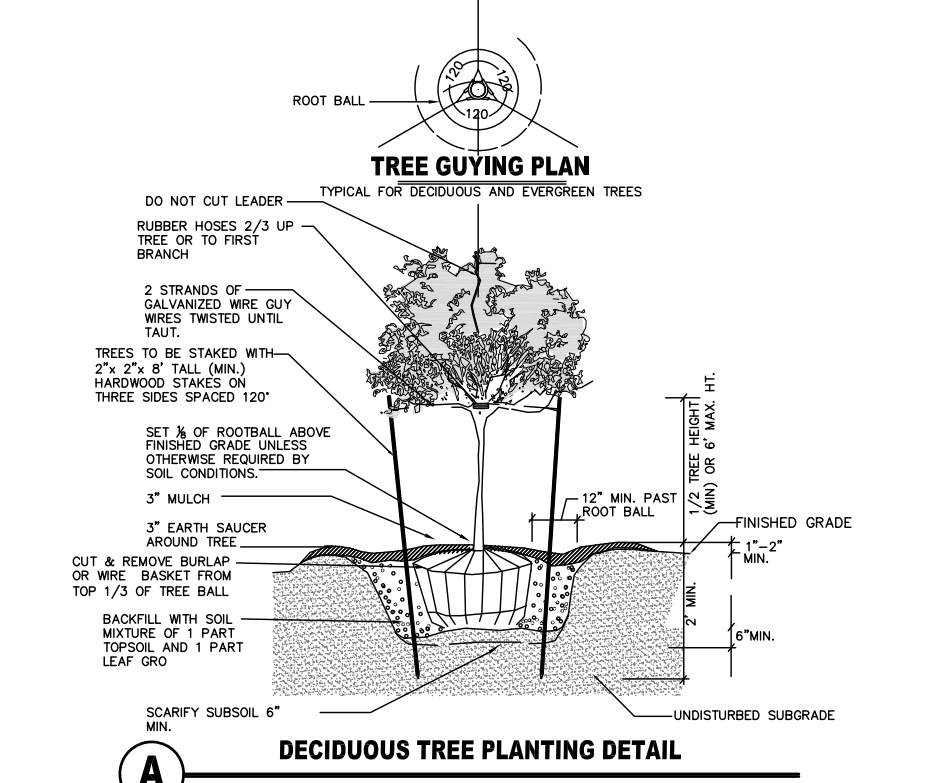 120
120
120
ROOT BALL
TREE GUYING PLAN
TYPICAL FOR DECIDUOUS AND EVERGREEN TREES
DO NOT CUT LEADER
RUBBER HOSES 2/3 UP
TREE OR TO FIRST
BRANCH
2 STRANDS OF
GALVANIZED WIRE GUY
WIRES TWISTED UNTIL
TAUT.
TREES TO BE STAKED WITH
2"x 2"x 8' TALL (MIN.)
HARDWOOD STAKES ON
THREE SIDES SPACED 120°
SET ⅛ OF ROOTBALL ABOVE
FINISHED GRADE UNLESS
OTHERWISE REQUIRED BY
SOIL CONDITIONS.
3" MULCH
3" EARTH SAUCER
AROUND TREE
CUT & REMOVE BURLAP
OR WIRE BASKET FROM
TOP 1/3 OF TREE BALL
BACKFILL WITH SOIL
MIXTURE OF 1 PART
TOPSOIL AND 1 PART
LEAF GRO
SCARIFY SUBSOIL 6"
MIN.
12" MIN. PAST
ROOT BALL
1/2 TREE HEIGHT
(MIN) OR 6' MAX. HT.
FINISHED GRADE
1"-2"
MIN.
2' MIN.
6"MIN.
UNDISTURBED SUBGRADE
DECIDUOUS TREE PLANTING DETAIL
A